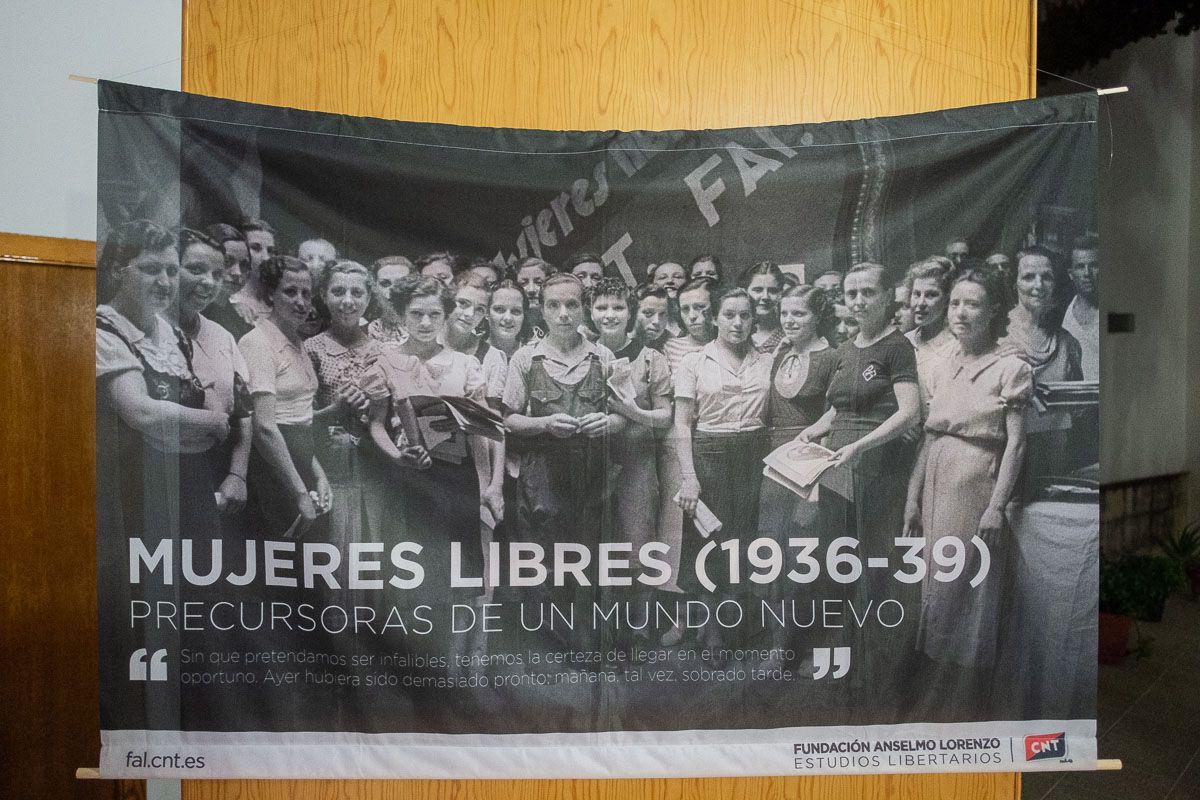 Mujeres
FAI.
MUJERES LIBRES (1936-39)
PRECURSORAS DE UN MUNDO NUEVO
“ Sin que pretendamos ser infalibles, tenemos la certeza de llegar en el momento
oportuno. Ayer hubiera sido demasiado pronto; mañana, tal vez, sobrado tarde. ”
fal.cnt.es
FUNDACIÓN ANSELMO LORENZO
ESTUDIOS LIBERTARIOS
CNT